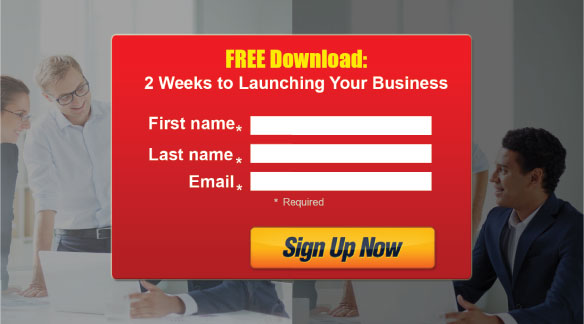 FREE Download:
2 Weeks to Launching Your Business
First name*
Last name*
Email*
* Required
Sign Up Now